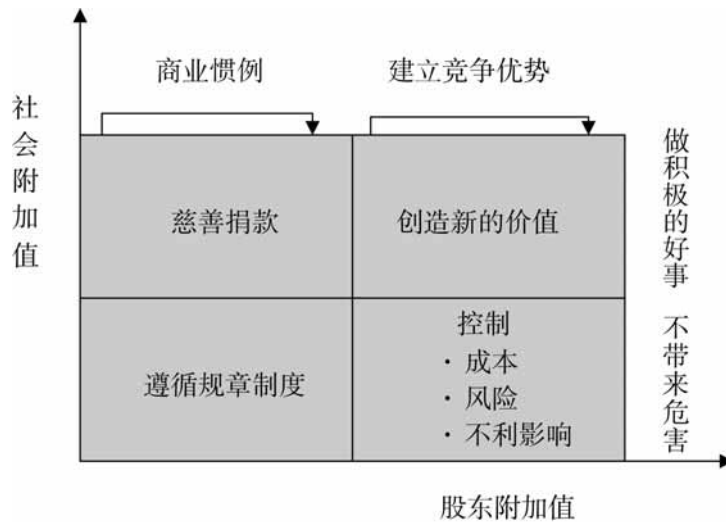 商业惯例
建立竞争优势
社会附加值
慈善捐款
创造新的价值
做积极的好事
遵循规章制度
控制
· 成本
· 风险
· 不利影响
不带来危害
股东附加值